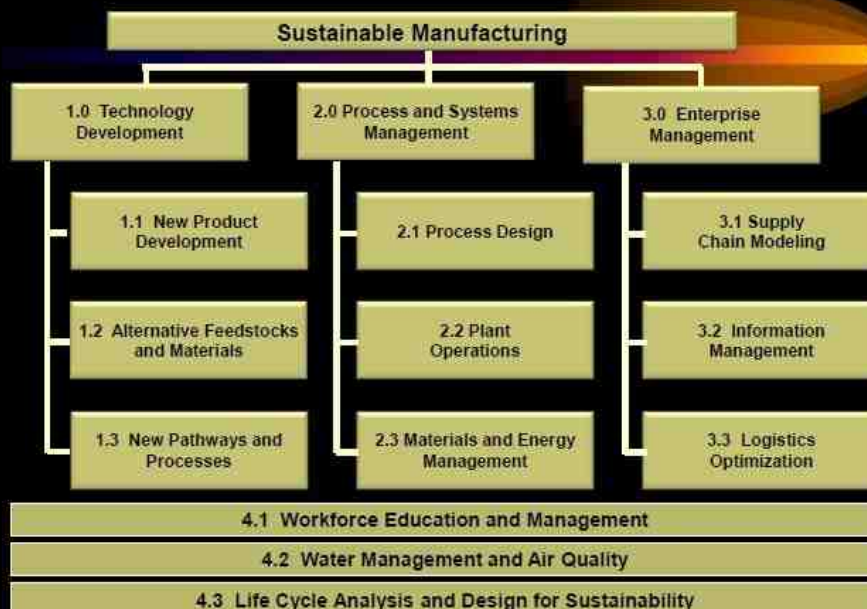 Sustainable Manufacturing
1.0 Technology
Development
2.0 Process and Systems
Management
3.0 Enterprise
Management
1.1 New Product
Development
2.1 Process Design
3.1 Supply
Chain Modeling
1.2 Alternative Feedstocks
and Materials
2.2 Plant
Operations
3.2 Information
Management
1.3 New Pathways and
Processes
2.3 Materials and Energy
Management
3.3 Logistics
Optimization
4.1 Workforce Education and Management
4.2 Water Management and Air Quality
4.3 Life Cycle Analysis and Design for Sustainability